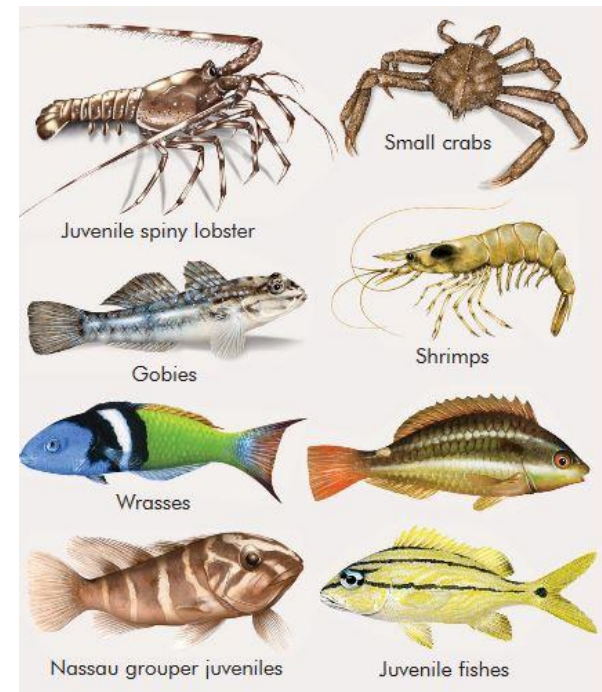 Small crabs
Juvenile spiny lobster
Shrimps
Gobies
Wrasses
Nassau grouper juveniles
Juvenile fishes